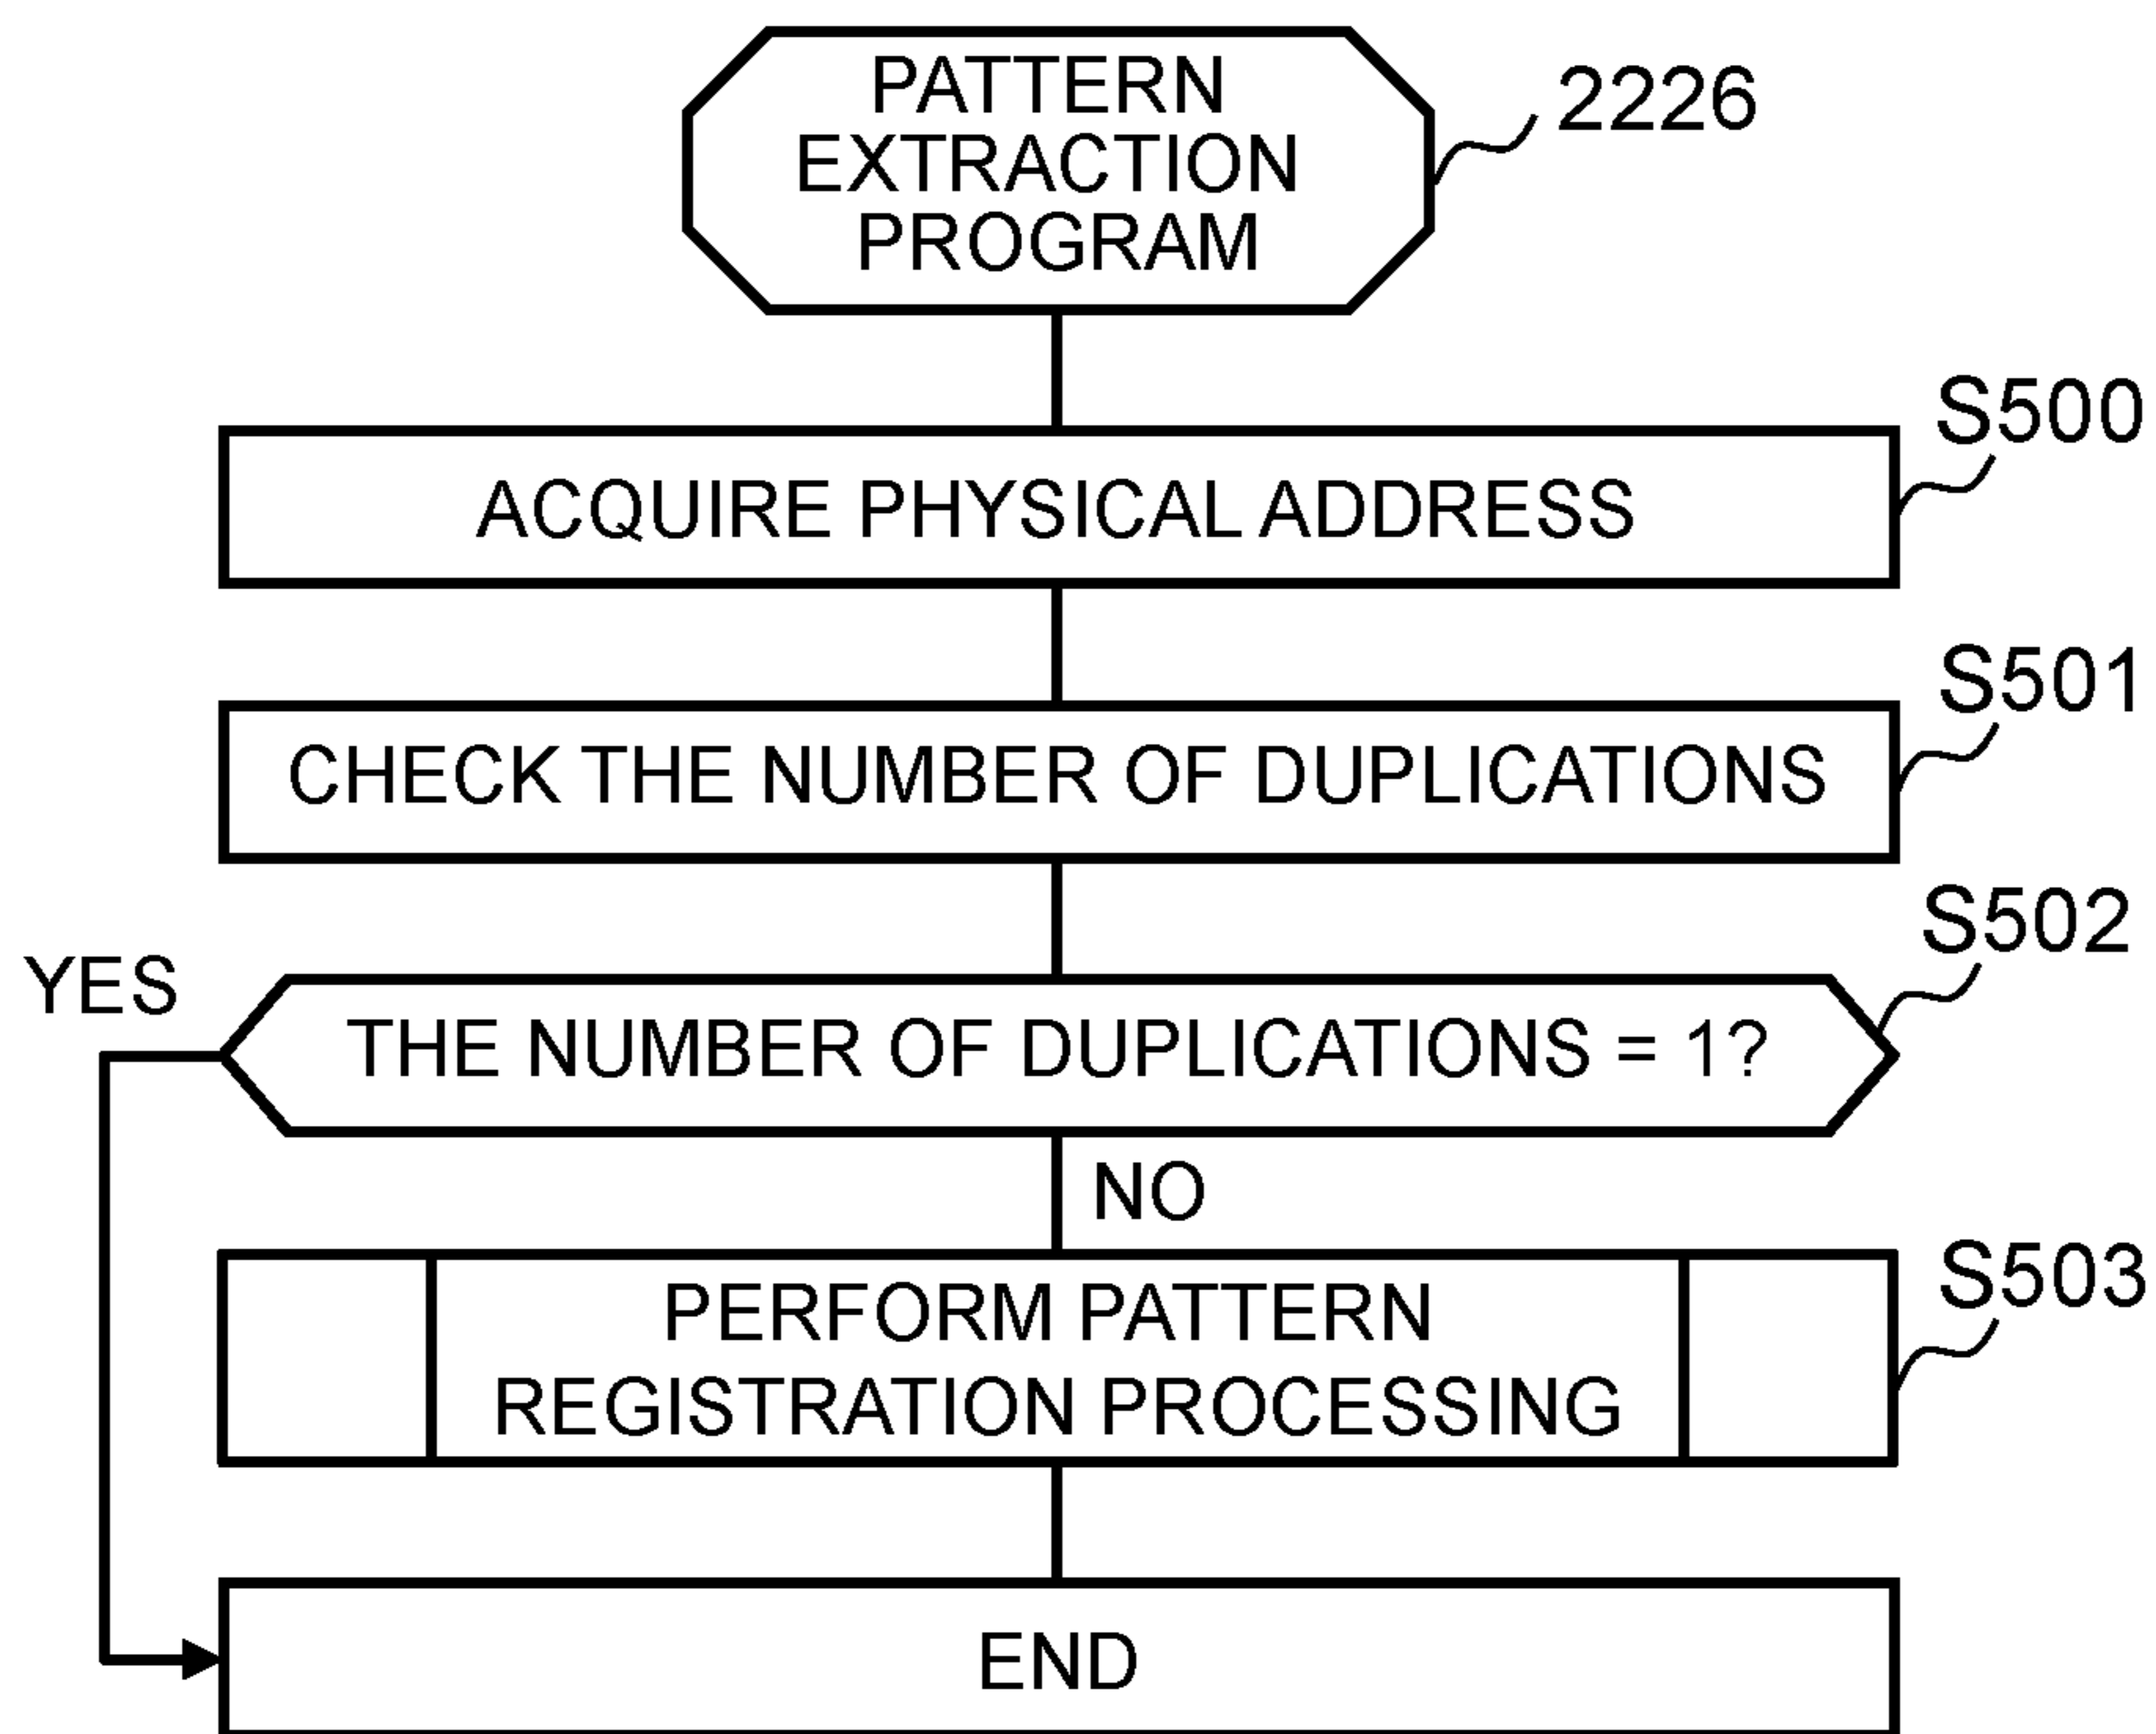 PATTERN
EXTRACTION
PROGRAM
2226
S500
ACQUIRE PHYSICAL ADDRESS
S501
CHECK THE NUMBER OF DUPLICATIONS
S502
YES
THE NUMBER OF DUPLICATIONS = 1?
NO
S503
PERFORM PATTERN
REGISTRATION PROCESSING
END